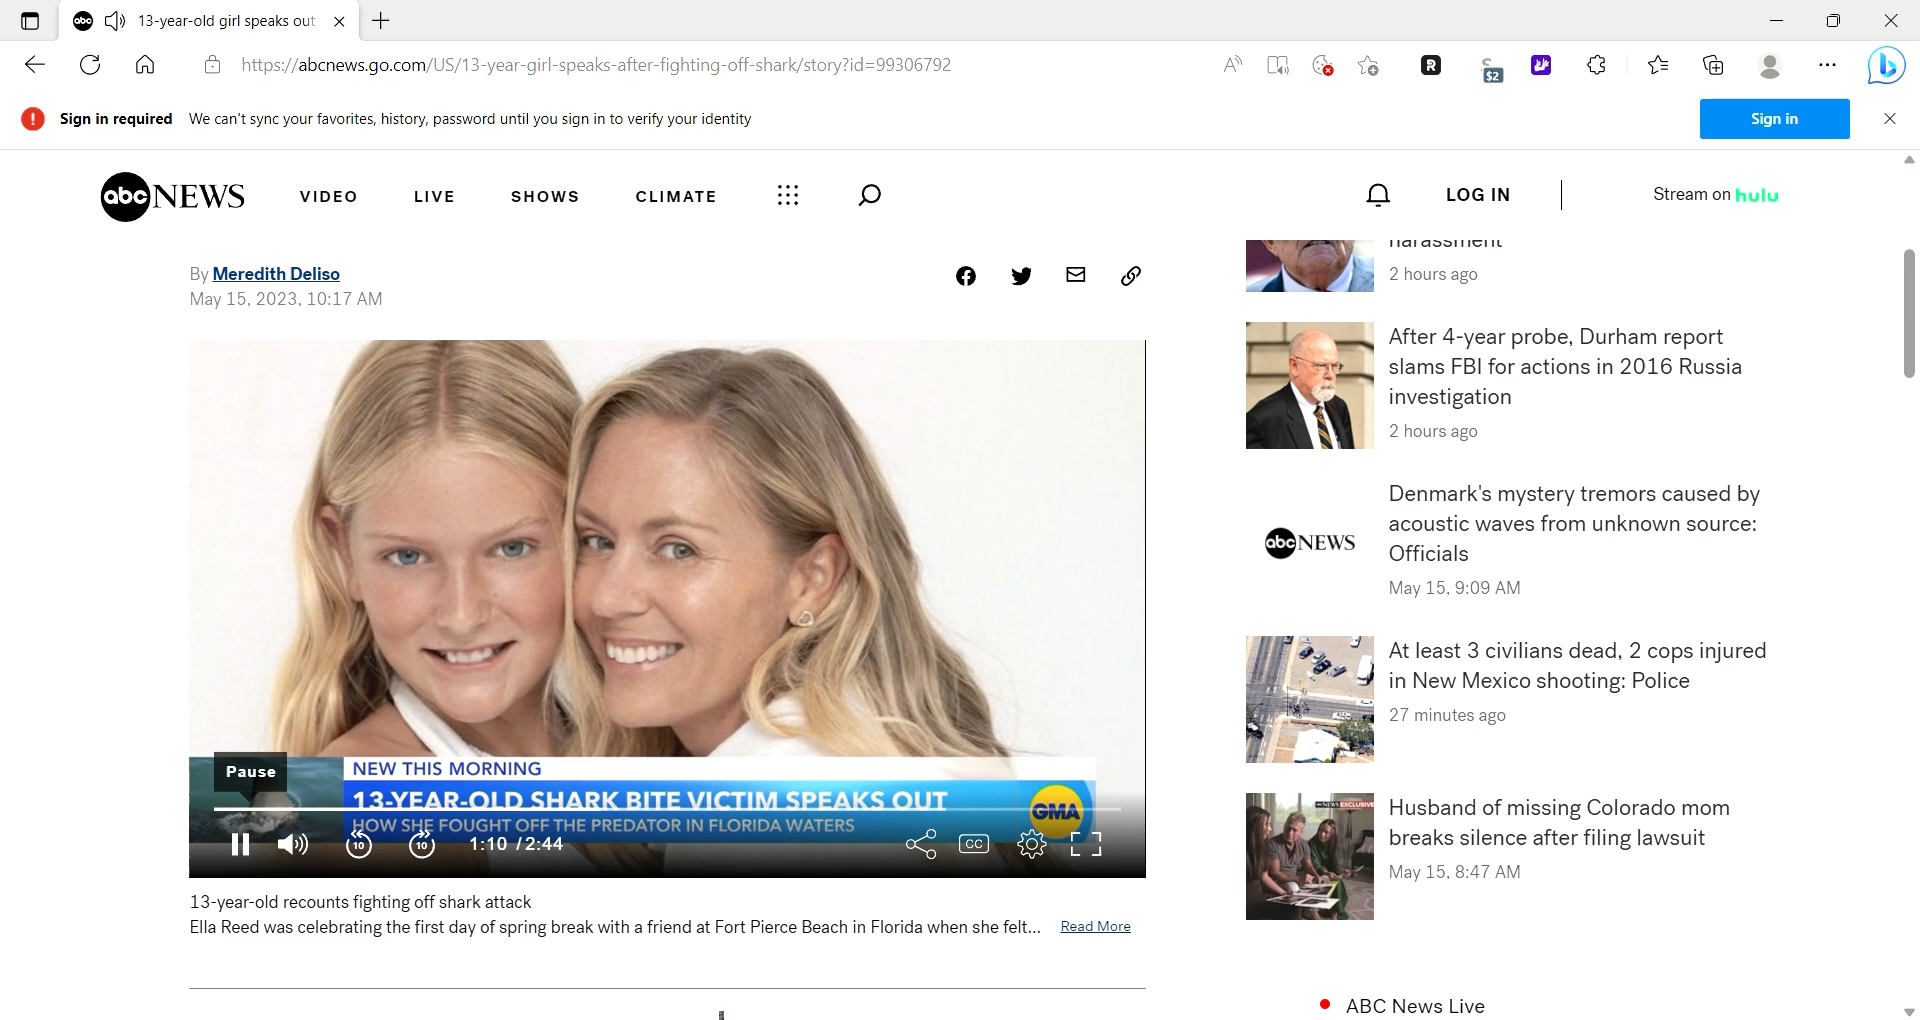 13-year-old girl speaks out
https://abcnews.go.com/US/13-year-girl-speaks-after-fighting-off-shark/story?id=99306792
R
$2
Sign in required We can't sync your favorites, history, password until you sign in to verify your identity
Sign in
abc NEWS
VIDEO
LIVE
SHOWS
CLIMATE
LOG IN
Stream on hulu
By Meredith Deliso
May 15, 2023, 10:17 AM
Pause
NEW THIS MORNING
13-YEAR-OLD SHARK BITE VICTIM SPEAKS OUT
HOW SHE FOUGHT OFF THE PREDATOR IN FLORIDA WATERS
GMA
10
10
1:10 / 2:44
CC
13-year-old recounts fighting off shark attack
Ella Reed was celebrating the first day of spring break with a friend at Fort Pierce Beach in Florida when she felt... Read More
harassment
2 hours ago
After 4-year probe, Durham report
slams FBI for actions in 2016 Russia
investigation
2 hours ago
abc NEWS
Denmark's mystery tremors caused by
acoustic waves from unknown source:
Officials
May 15, 9:09 AM
At least 3 civilians dead, 2 cops injured
in New Mexico shooting: Police
27 minutes ago
Husband of missing Colorado mom
breaks silence after filing lawsuit
May 15, 8:47 AM
ABC News Live